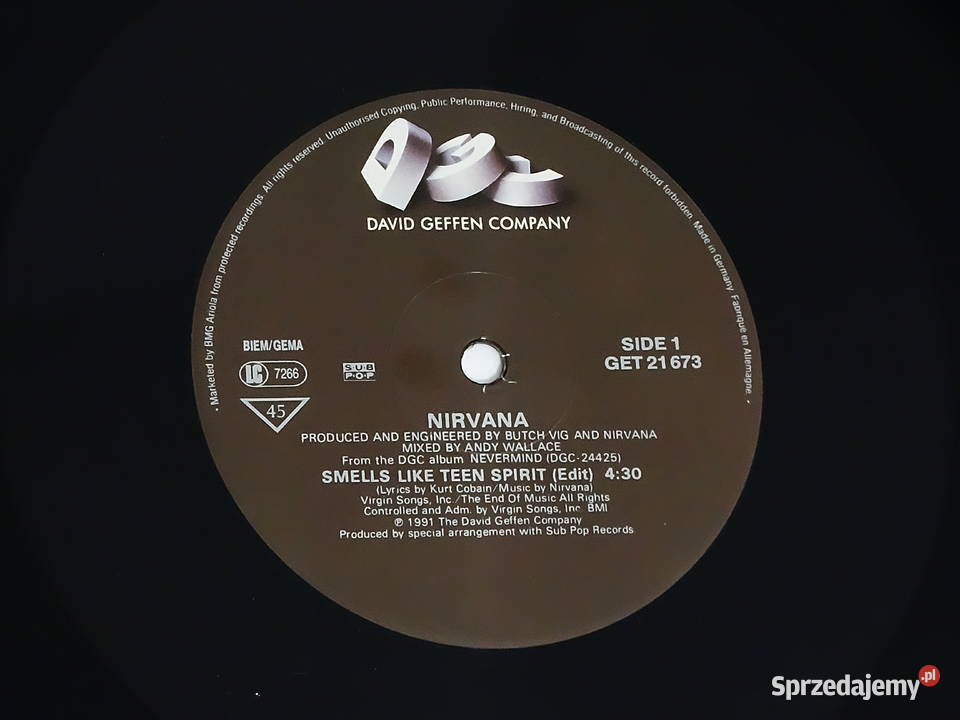 · Marketed by BMG Ariola from protected recordings. All rights reserved. Unauthorised Copying, Public Performance, Hiring, and Broadcasting of this record forbidden. Made in Germany. Fabriqué en Allemagne. ·
DGC
DAVID GEFFEN COMPANY
BIEM/GEMA
LC 7266
45
SUB
POP
SIDE 1
GET 21 673
NIRVANA
PRODUCED AND ENGINEERED BY BUTCH VIG AND NIRVANA
MIXED BY ANDY WALLACE
From the DGC album NEVERMIND (DGC-24425)
SMELLS LIKE TEEN SPIRIT (Edit) 4:30
(Lyrics by Kurt Cobain/Music by Nirvana)
Virgin Songs, Inc./The End Of Music All Rights
Controlled and Adm. by Virgin Songs, Inc. BMI
℗ 1991 The David Geffen Company
Produced by special arrangement with Sub Pop Records
Sprzedajemy.pl